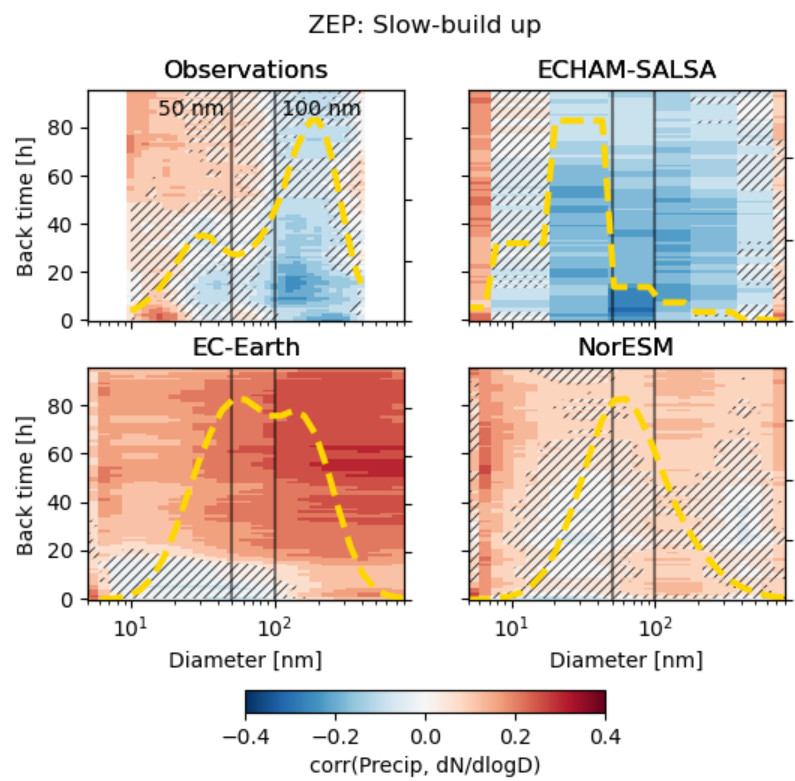 ZEP: Slow-build up
Observations
ECHAM-SALSA
50 nm
100 nm
Back time [h]
80
60
40
20
0
EC-Earth
NorESM
Back time [h]
80
60
40
20
0
10¹
10²
10¹
10²
Diameter [nm]
Diameter [nm]
−0.4
−0.2
0.0
0.2
0.4
corr(Precip, dN/dlogD)